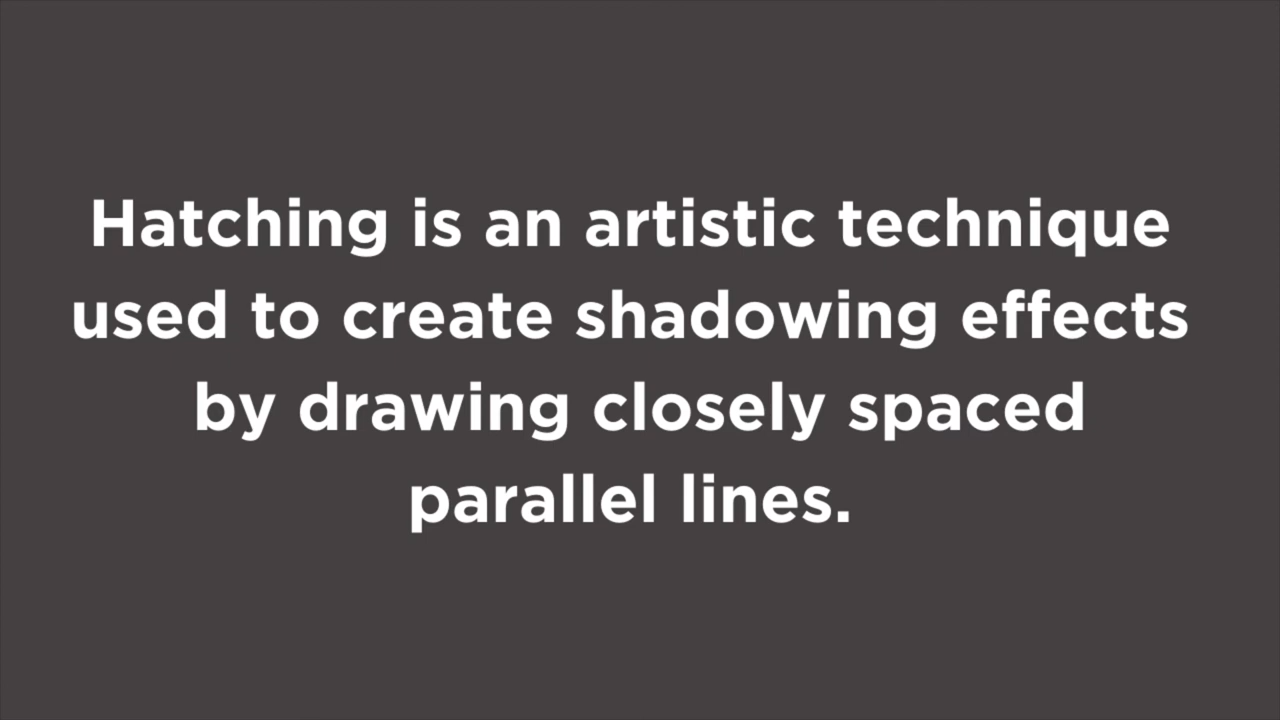 Hatching is an artistic technique
used to create shadowing effects
by drawing closely spaced
parallel lines.